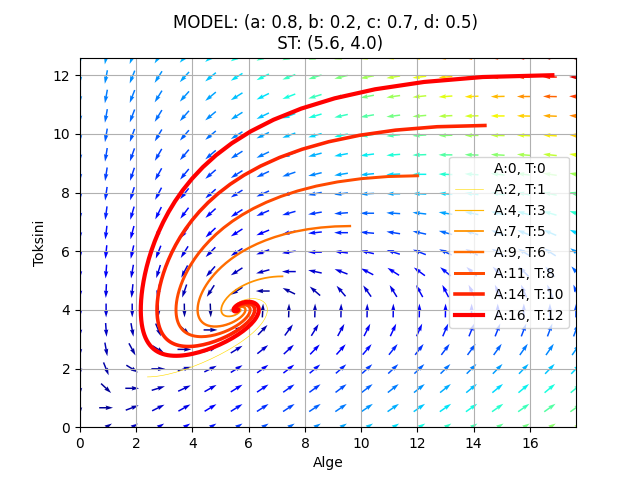 MODEL: (a: 0.8, b: 0.2, c: 0.7, d: 0.5)
ST: (5.6, 4.0)
Toksini
12
10
8
6
4
2
0
A:0, T:0
A:2, T:1
A:4, T:3
A:7, T:5
A:9, T:6
A:11, T:8
A:14, T:10
A:16, T:12
0 2 4 6 8 10 12 14 16
Alge